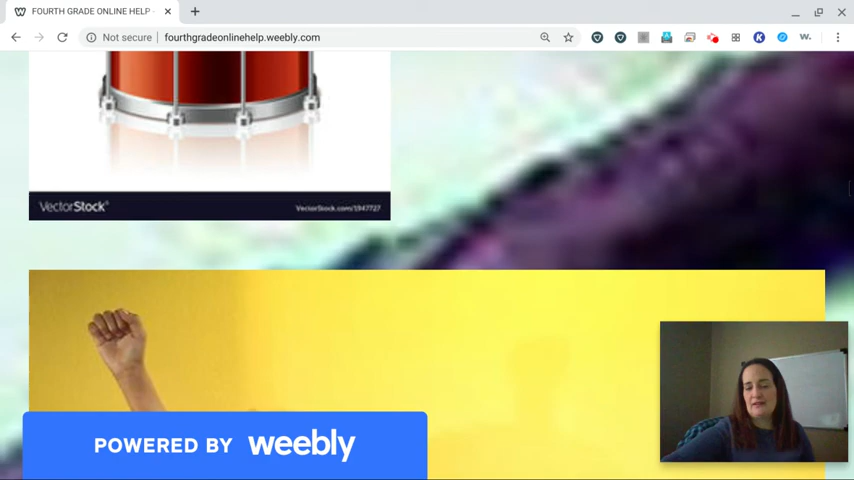 FOURTH GRADE ONLINE HELP
Not secure
fourthgradeonlinehelp.weebly.com
VectorStock®
VectorStock.com/1947727
POWERED BY weebly